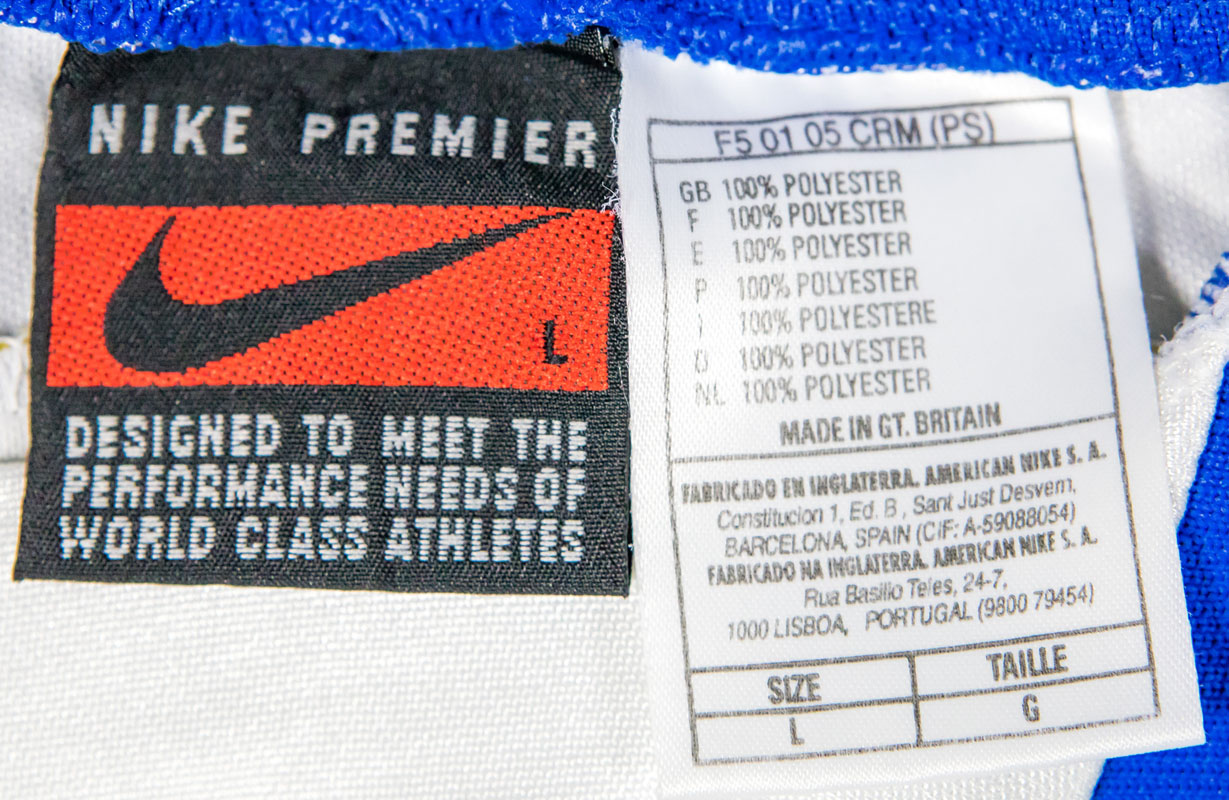 NIKE PREMIER
L
DESIGNED TO MEET THE
PERFORMANCE NEEDS OF
WORLD CLASS ATHLETES
F5 01 05 CRM (PS)
GB 100% POLYESTER
F 100% POLYESTER
E 100% POLYESTER
P 100% POLYESTER
I 100% POLYESTERE
D 100% POLYESTER
NL 100% POLYESTER
MADE IN GT. BRITAIN
FABRICADO EN INGLATERRA. AMERICAN NIKE S. A.
Constitucion 1, Ed. B, Sant Just Desvern,
BARCELONA, SPAIN (CIF: A-59088054)
FABRICADO NA INGLATERRA. AMERICAN NIKE S. A.
Rua Basilio Teles, 24-7,
1000 LISBOA, PORTUGAL (9800 79454)
SIZE TAILLE
L G